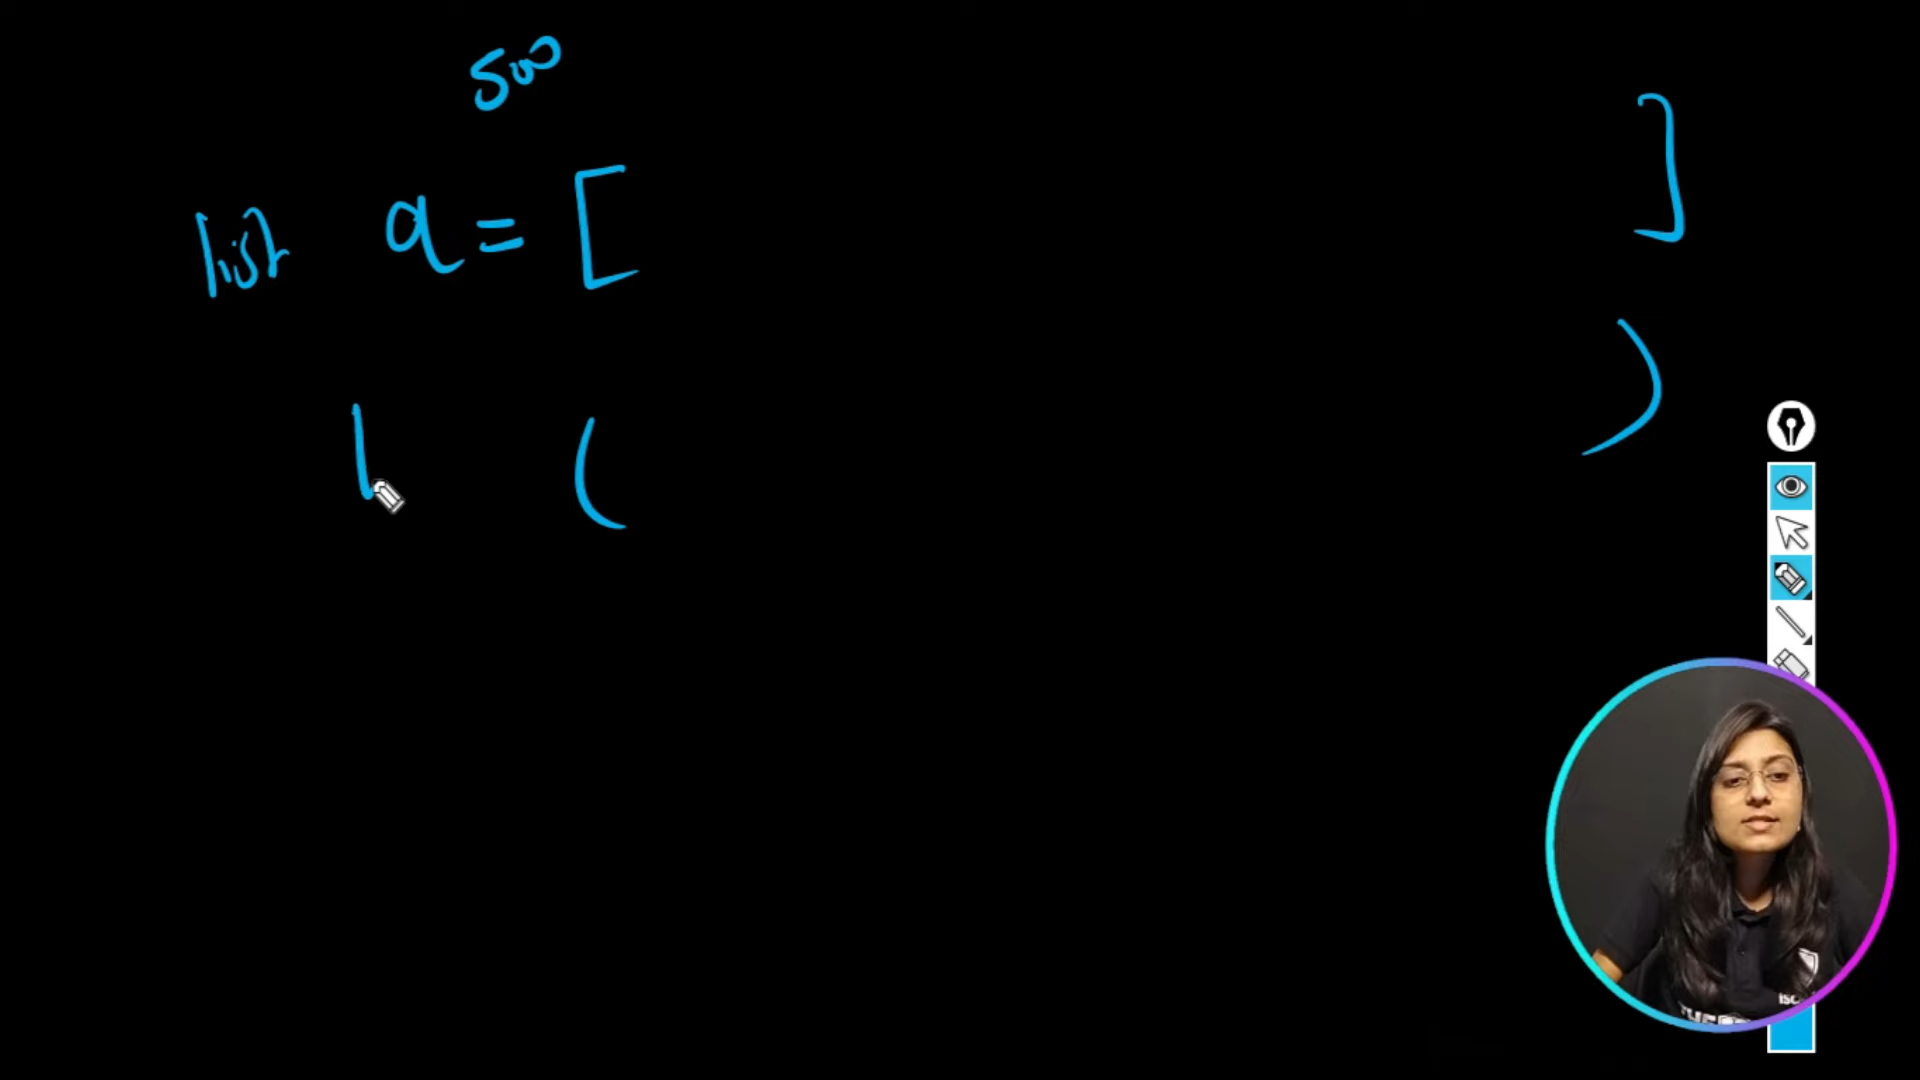 500
list a = [ ]
b ( )